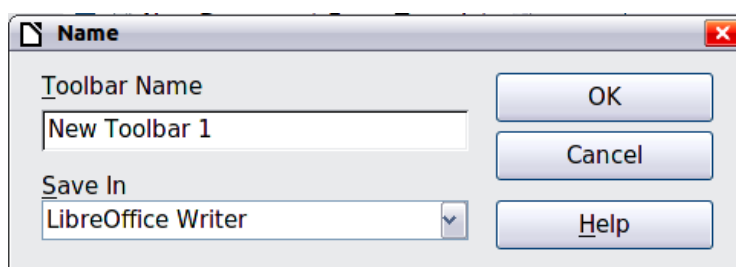 Name
Toolbar Name
New Toolbar 1
Save In
LibreOffice Writer
OK
Cancel
Help